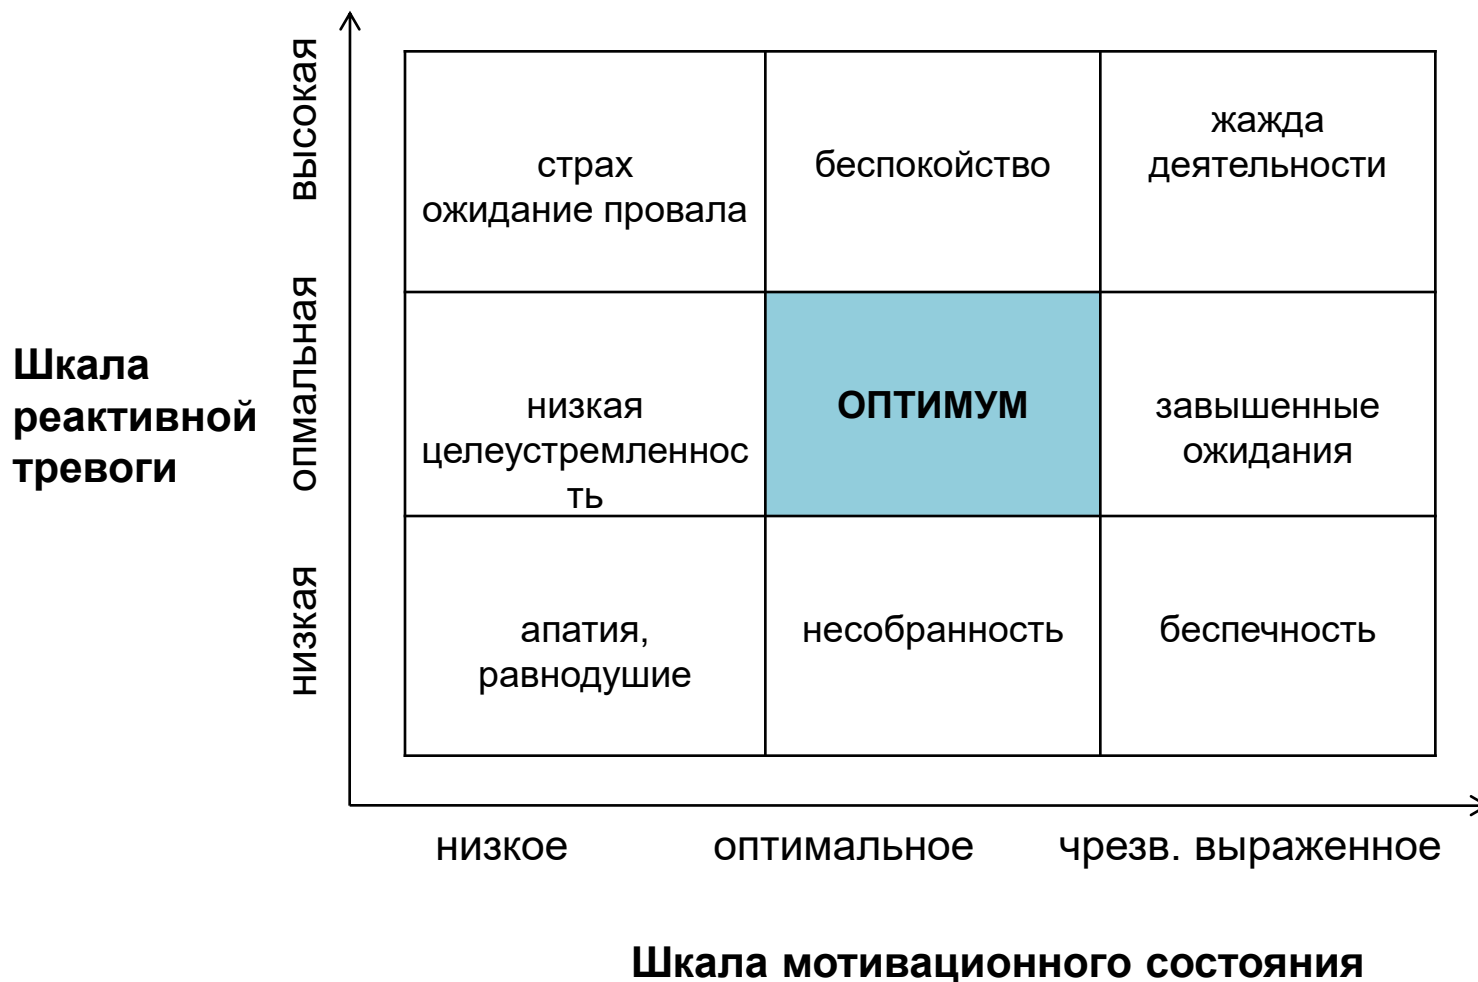 высокая
страх
ожидание провала
беспокойство
жажда
деятельности
Шкала
реактивной
тревоги
опмальная
низкая
целеустремленнос
ть
ОПТИМУМ
завышенные
ожидания
низкая
апатия,
равнодушие
несобранность
беспечность
низкое
оптимальное
чрезв. выраженное
Шкала мотивационного состояния